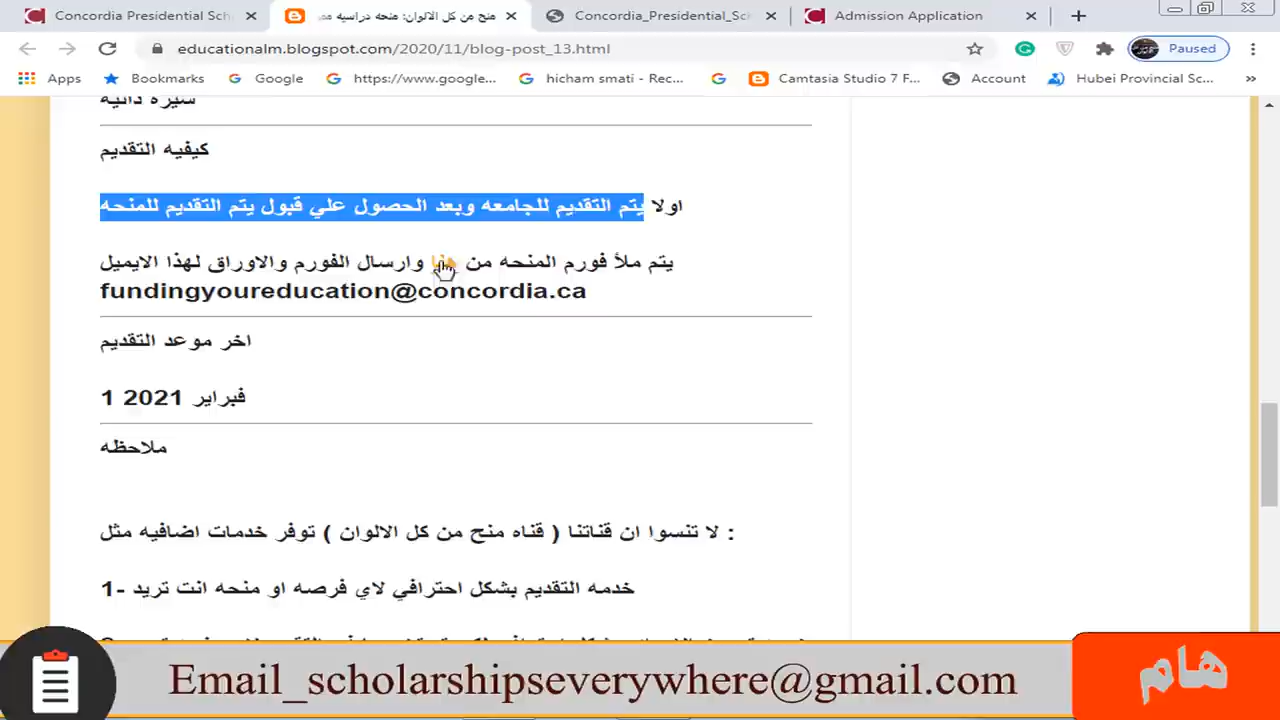 Concordia Presidential Sch
منح من كل الالوان: منحه دراسيه
Concordia_Presidential_Sc
Admission Application
educationalm.blogspot.com/2020/11/blog-post_13.html
Paused
Apps
Bookmarks
Google
https://www.google...
hicham smati - Rec...
Camtasia Studio 7 F...
Account
Hubei Provincial Sc...
»
سيره ذاتيه
كيفيه التقديم
اولا يتم التقديم للجامعه وبعد الحصول علي قبول يتم التقديم للمنحه
يتم ملأ فورم المنحه من هنا وارسال الفورم والاوراق لهذا الايميل
fundingyoureducation@concordia.ca
اخر موعد التقديم
1 فبراير 2021
ملاحظه
لا تنسوا ان قناتنا ( قناه منح من كل الالوان ) توفر خدمات اضافيه مثل :
1- خدمه التقديم بشكل احترافي لاي فرصه او منحه انت تريد
Email_scholarshipseverywhere@gmail.com
هام